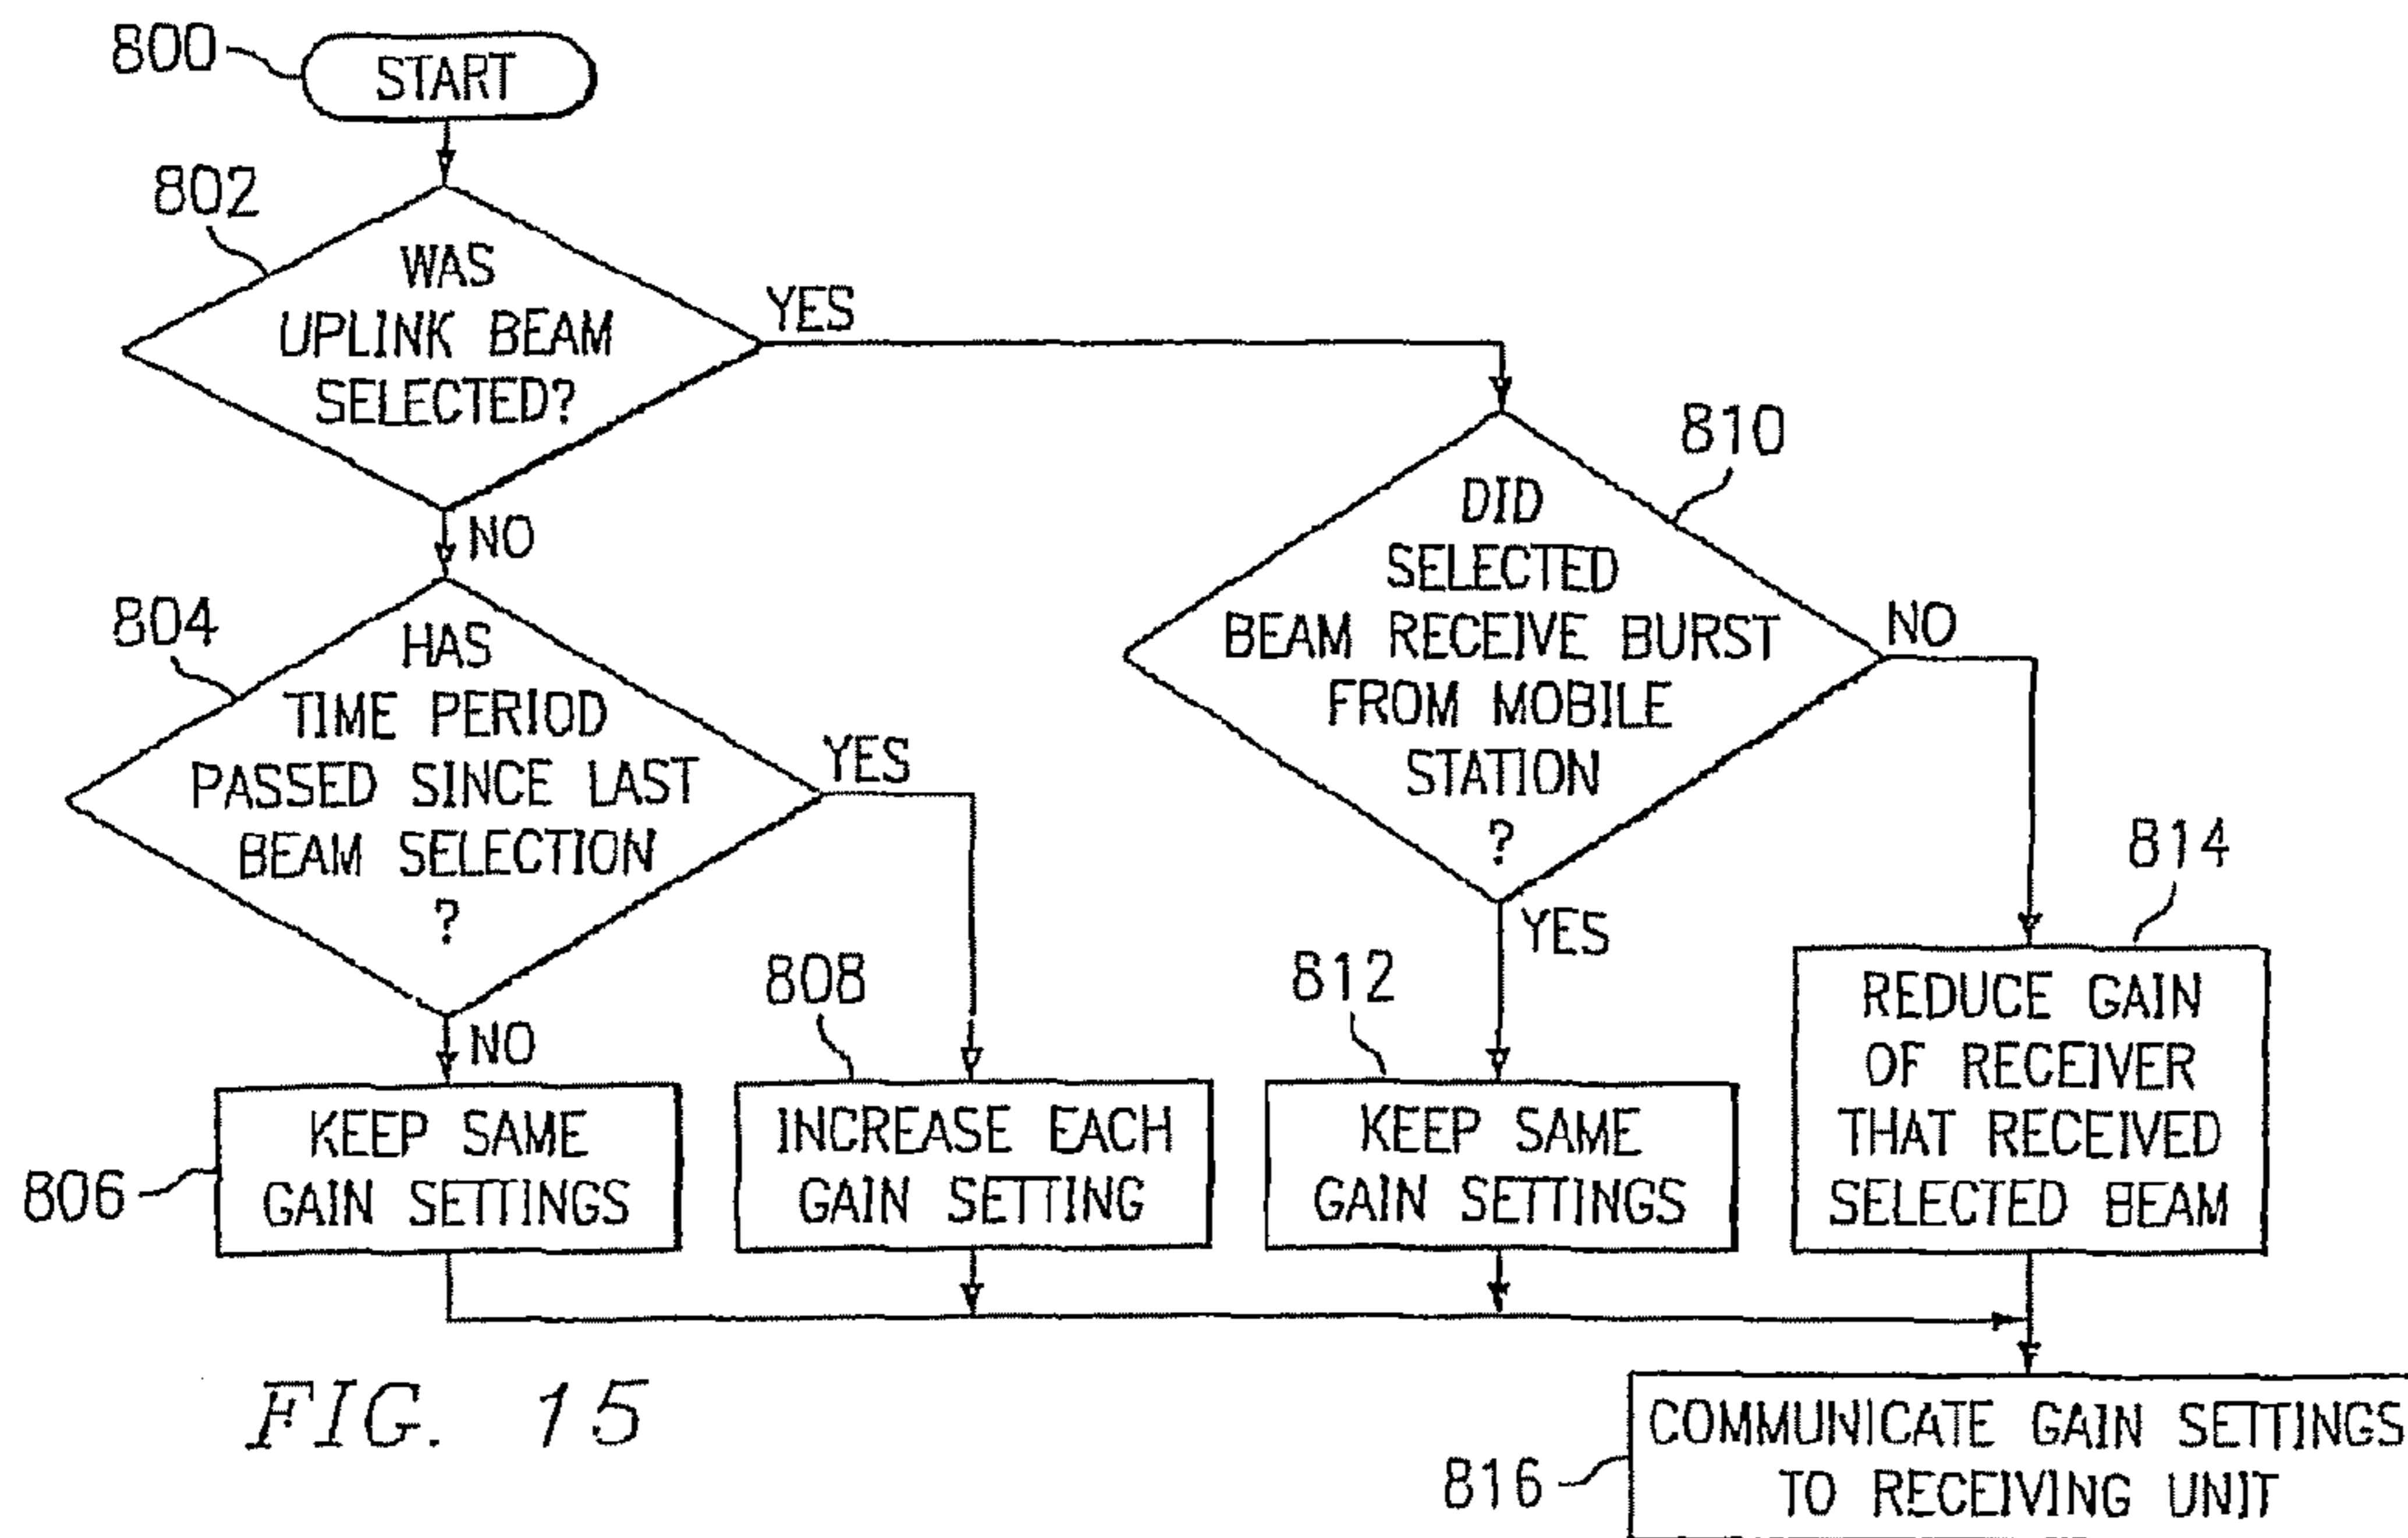 800
START
802
WAS
UPLINK BEAM
SELECTED?
YES
NO
804
HAS
TIME PERIOD
PASSED SINCE LAST
BEAM SELECTION
?
YES
NO
810
DID
SELECTED
BEAM RECEIVE BURST
FROM MOBILE
STATION
?
NO
YES
806
KEEP SAME
GAIN SETTINGS
808
INCREASE EACH
GAIN SETTING
812
KEEP SAME
GAIN SETTINGS
814
REDUCE GAIN
OF RECEIVER
THAT RECEIVED
SELECTED BEAM
816
COMMUNICATE GAIN SETTINGS
TO RECEIVING UNIT
FIG. 15